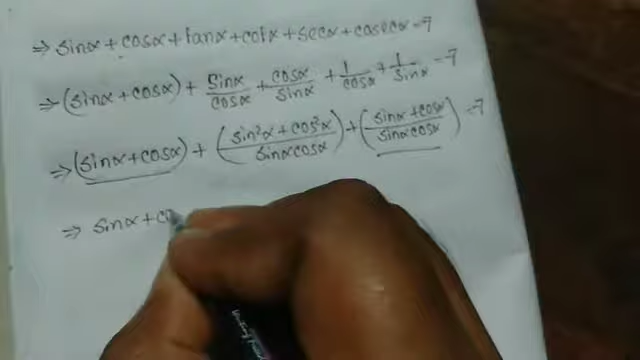 ⇒ sinα + cosα + tanα + cotα + secα + cosecα = 7
⇒ (sinα + cosα) + sinα/cosα + cosα/sinα + 1/cosα + 1/sinα = 7
⇒ (sinα + cosα) + (sin²α + cos²α / sinαcosα) + (sinα + cosα / sinαcosα) = 7
⇒ sinα + co